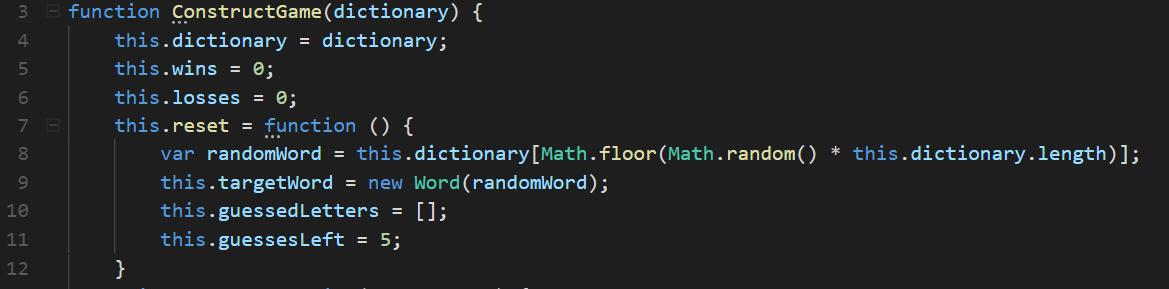 3 function ConstructGame(dictionary) {
4 this.dictionary = dictionary;
5 this.wins = 0;
6 this.losses = 0;
7 this.reset = function () {
8 var randomWord = this.dictionary[Math.floor(Math.random() * this.dictionary.length)];
9 this.targetWord = new Word(randomWord);
10 this.guessedLetters = [];
11 this.guessesLeft = 5;
12 }